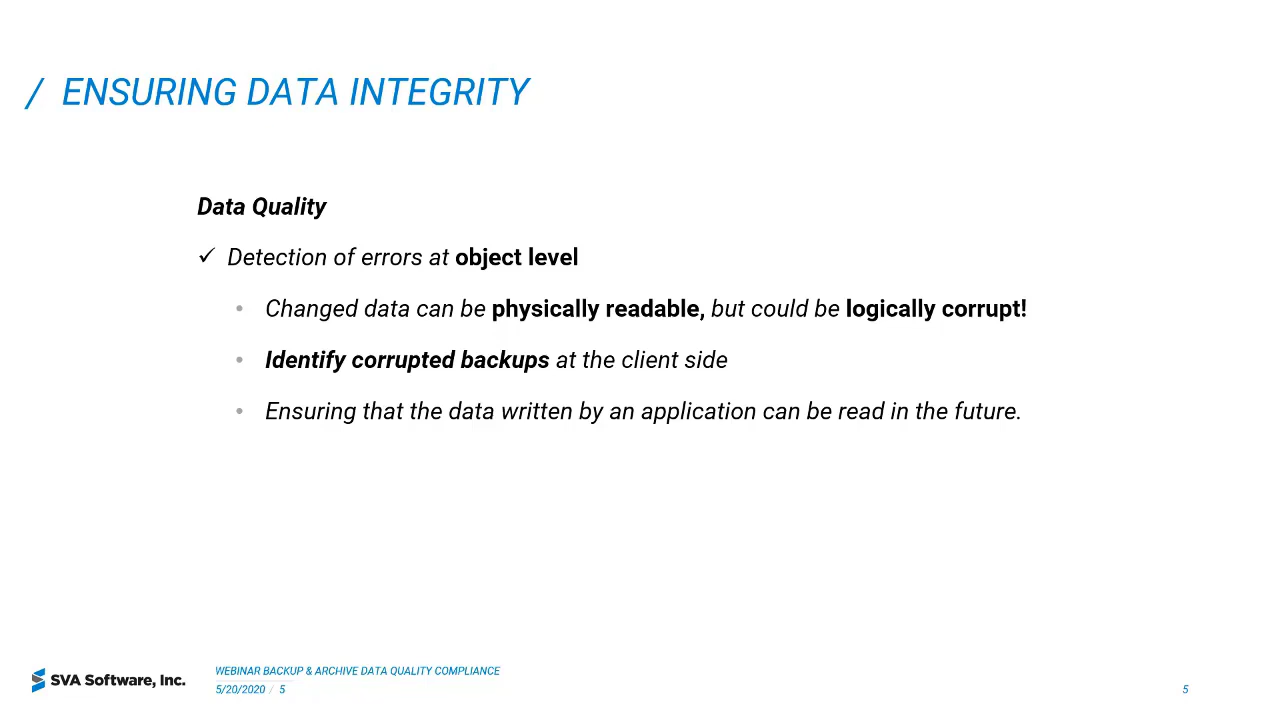 / ENSURING DATA INTEGRITY
Data Quality
✓ Detection of errors at object level
• Changed data can be physically readable, but could be logically corrupt!
• Identify corrupted backups at the client side
• Ensuring that the data written by an application can be read in the future.
SVA Software, Inc.
WEBINAR BACKUP & ARCHIVE DATA QUALITY COMPLIANCE
5/20/2020 / 5
5